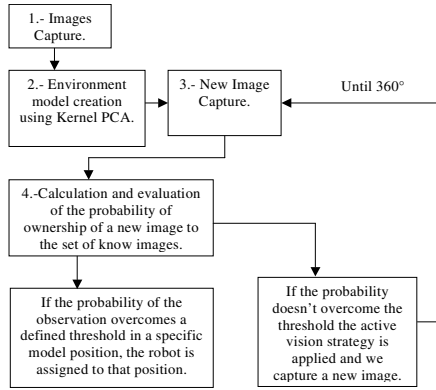 1.- Images
Capture.
2.- Environment
model creation
using Kernel PCA.
3.- New Image
Capture.
Until 360°
4.-Calculation and evaluation
of the probability of
ownership of a new image to
the set of know images.
If the probability of the
observation overcomes a
defined threshold in a specific
model position, the robot is
assigned to that position.
If the probability
doesn't overcome the
threshold the active
vision strategy is
applied and we
capture a new image.